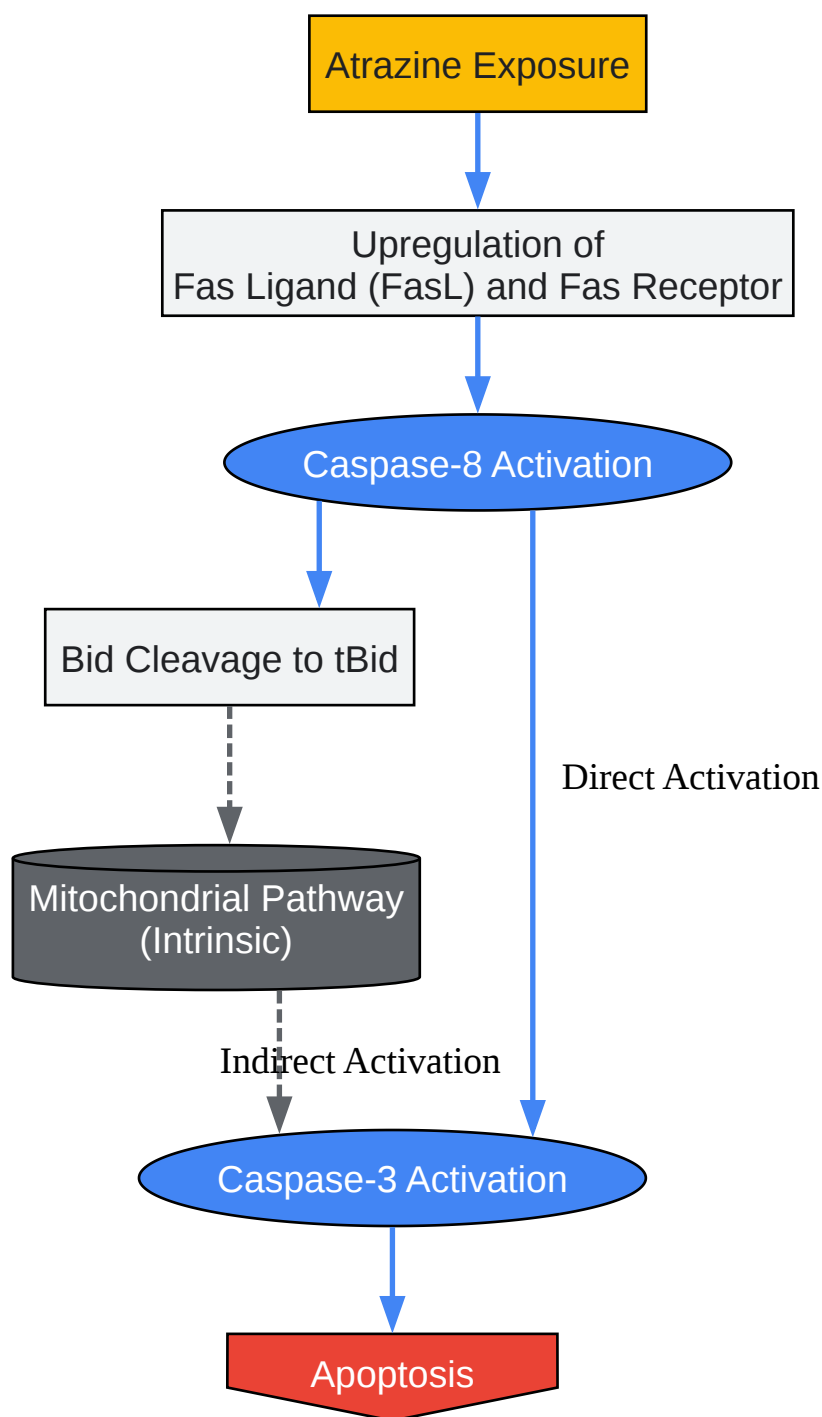 Atrazine Exposure
Upregulation of
Fas Ligand (FasL) and Fas Receptor
Caspase-8 Activation
Bid Cleavage to tBid
Direct Activation
Mitochondrial Pathway
(Intrinsic)
Indirect Activation
Caspase-3 Activation
Apoptosis